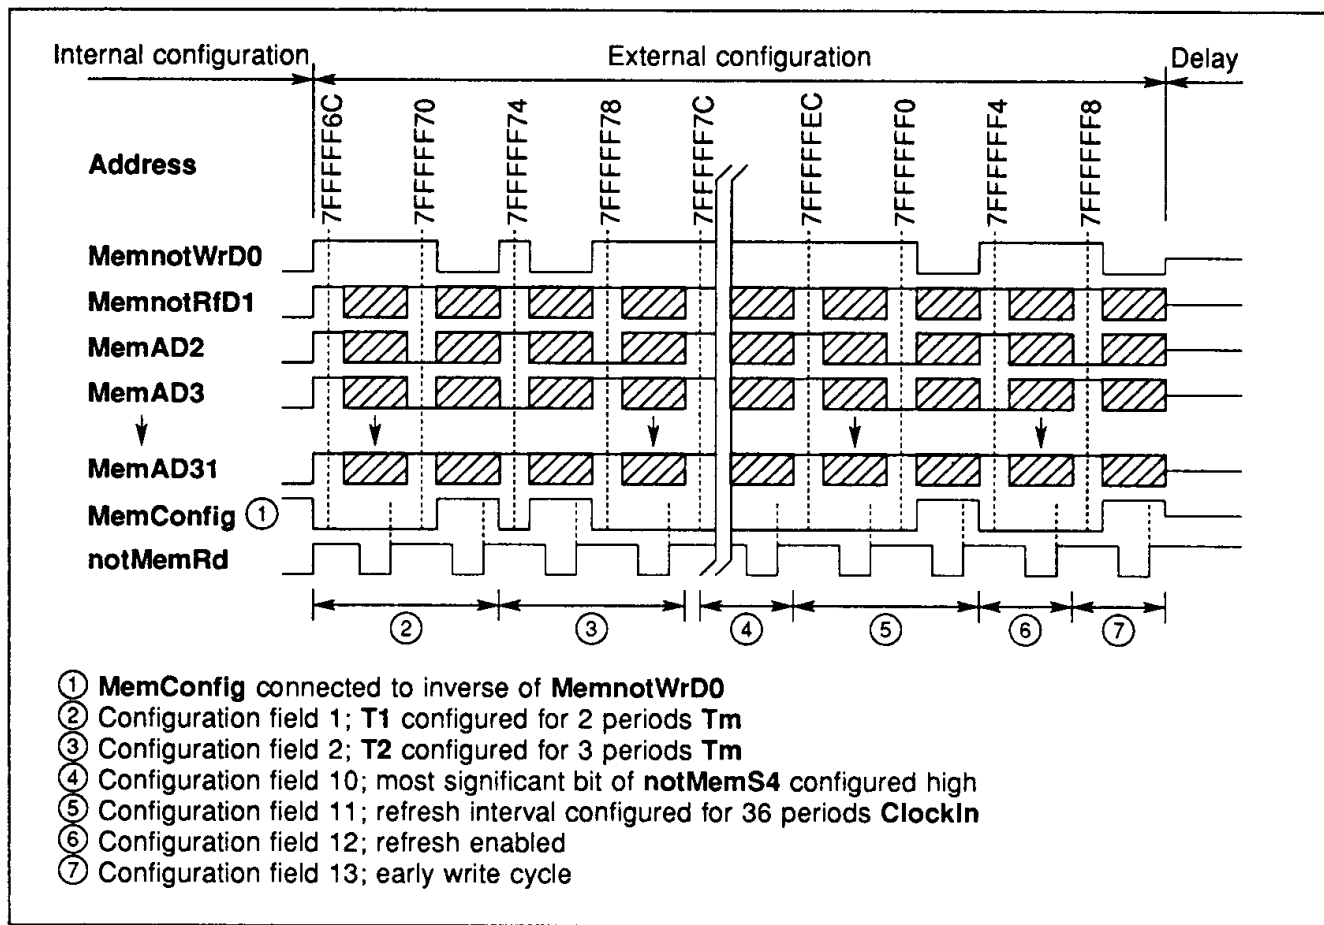 Internal configuration External configuration Delay
Address 7FFFFF6C 7FFFFF70 7FFFFF74 7FFFFF78 7FFFFF7C 7FFFFFEC 7FFFFFF0 7FFFFFF4 7FFFFFF8
MemnotWrD0
MemnotRfD1
MemAD2
MemAD3
MemAD31
MemConfig ①
notMemRd
② ③ ④ ⑤ ⑥ ⑦
① MemConfig connected to inverse of MemnotWrD0
② Configuration field 1; T1 configured for 2 periods Tm
③ Configuration field 2; T2 configured for 3 periods Tm
④ Configuration field 10; most significant bit of notMemS4 configured high
⑤ Configuration field 11; refresh interval configured for 36 periods ClockIn
⑥ Configuration field 12; refresh enabled
⑦ Configuration field 13; early write cycle